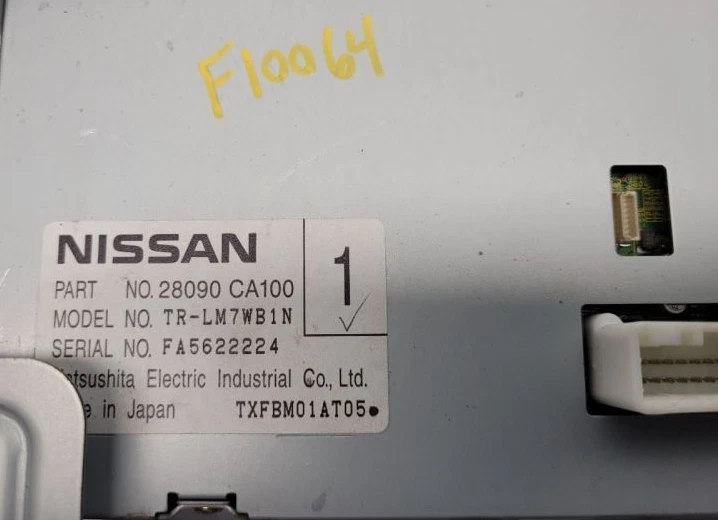 F10064
NISSAN
1
PART NO. 28090 CA100
MODEL NO. TR-LM7WB1N
SERIAL NO. FA5622224
Electric Industrial Co., Ltd.
in Japan TXFBM01AT05